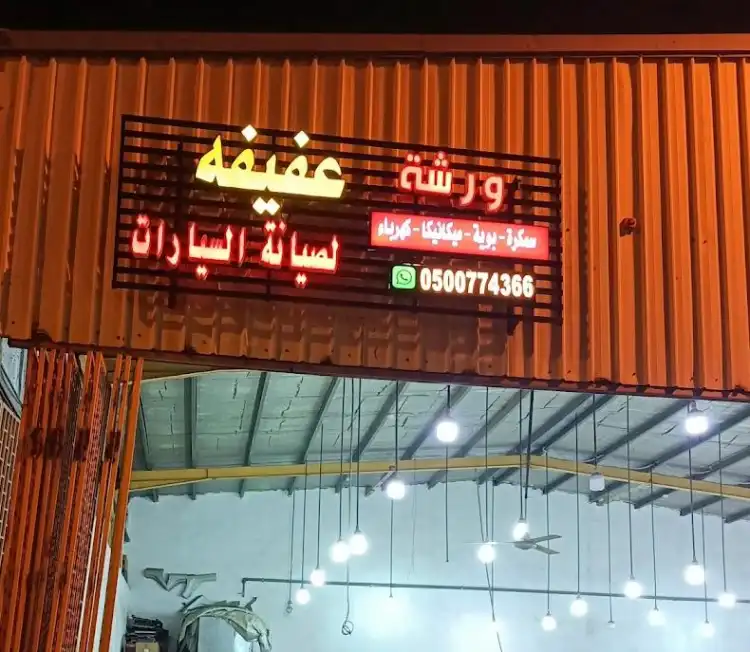 ورشة عفيفه
لصيانة السيارات
سمكرة - بوية - ميكانيكا - كهرباء
0500774366